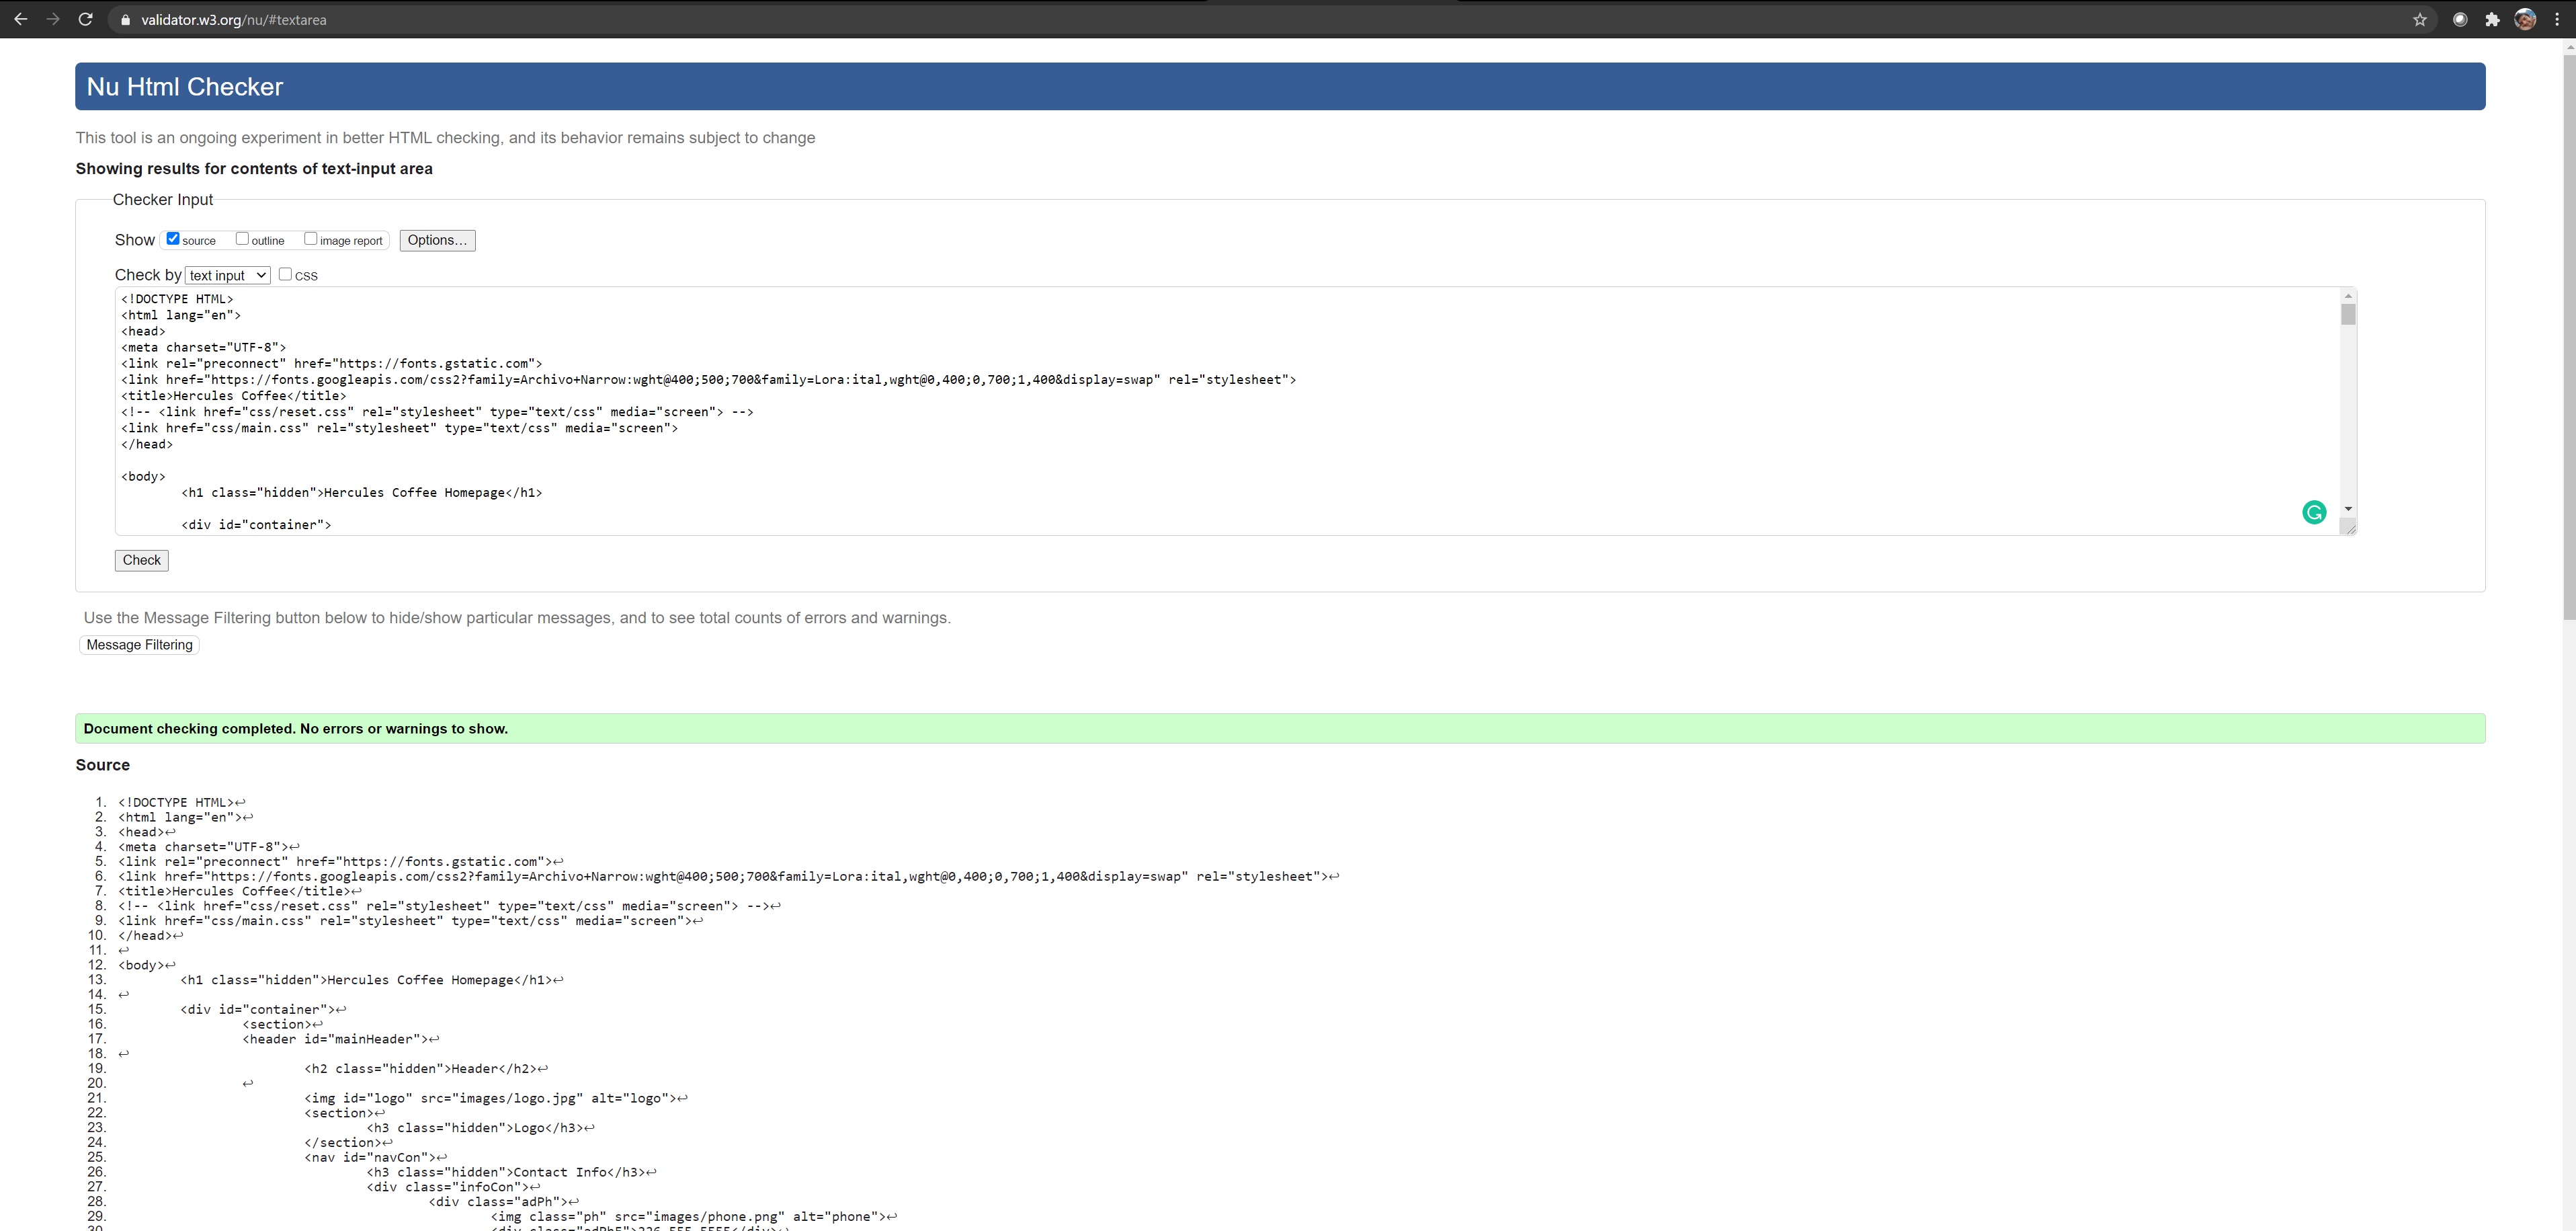 validator.w3.org/nu/#textarea
Nu Html Checker
This tool is an ongoing experiment in better HTML checking, and its behavior remains subject to change
Showing results for contents of text-input area
Checker Input
Show source outline image report Options...
Check by text input CSS
<!DOCTYPE HTML>
<html lang="en">
<head>
<meta charset="UTF-8">
<link rel="preconnect" href="https://fonts.gstatic.com">
<link href="https://fonts.googleapis.com/css2?family=Archivo+Narrow:wght@400;500;700&family=Lora:ital,wght@0,400;0,700;1,400&display=swap" rel="stylesheet">
<title>Hercules Coffee</title>
<!-- <link href="css/reset.css" rel="stylesheet" type="text/css" media="screen"> -->
<link href="css/main.css" rel="stylesheet" type="text/css" media="screen">
</head>
<body>
<h1 class="hidden">Hercules Coffee Homepage</h1>
<div id="container">
Check
Use the Message Filtering button below to hide/show particular messages, and to see total counts of errors and warnings.
Message Filtering
Document checking completed. No errors or warnings to show.
Source
1. <!DOCTYPE HTML>↩
2. <html lang="en">↩
3. <head>↩
4. <meta charset="UTF-8">↩
5. <link rel="preconnect" href="https://fonts.gstatic.com">↩
6. <link href="https://fonts.googleapis.com/css2?family=Archivo+Narrow:wght@400;500;700&family=Lora:ital,wght@0,400;0,700;1,400&display=swap" rel="stylesheet">↩
7. <title>Hercules Coffee</title>↩
8. <!-- <link href="css/reset.css" rel="stylesheet" type="text/css" media="screen"> -->↩
9. <link href="css/main.css" rel="stylesheet" type="text/css" media="screen">↩
10. </head>↩
11. ↩
12. <body>↩
13. <h1 class="hidden">Hercules Coffee Homepage</h1>↩
14. ↩
15. <div id="container">↩
16. <section>↩
17. <header id="mainHeader">↩
18. ↩
19. <h2 class="hidden">Header</h2>↩
20. ↩
21. <img id="logo" src="images/logo.jpg" alt="logo">↩
22. <section>↩
23. <h3 class="hidden">Logo</h3>↩
24. </section>↩
25. <nav id="navCon">↩
26. <h3 class="hidden">Contact Info</h3>↩
27. <div class="infoCon">↩
28. <div class="adPh">↩
29. <img class="ph" src="images/phone.png" alt="phone">↩